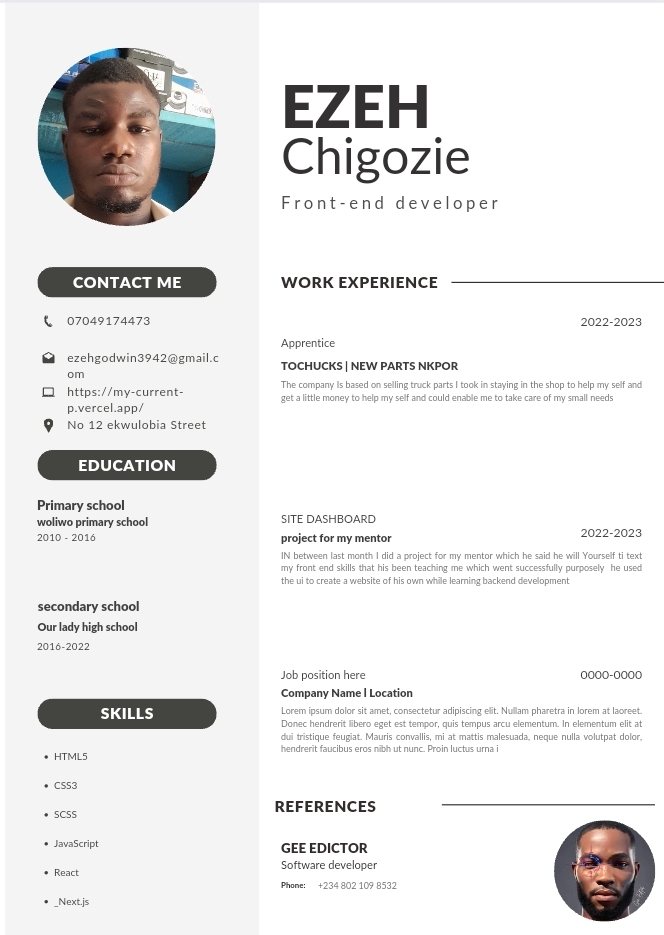 EZEH
Chigozie
Front-end developer
CONTACT ME
07049174473
ezehgodwin3942@gmail.c
om
https://my-current-
p.vercel.app/
No 12 ekwulobia Street
EDUCATION
Primary school
woliwo primary school
2010 - 2016
secondary school
Our lady high school
2016-2022
SKILLS
• HTML5
• CSS3
• SCSS
• JavaScript
• React
• _Next.js
WORK EXPERIENCE
2022-2023
Apprentice
TOCHUCKS | NEW PARTS NKPOR
The company Is based on selling truck parts I took in staying in the shop to help my self and
get a little money to help my self and could enable me to take care of my small needs
SITE DASHBOARD
2022-2023
project for my mentor
IN between last month I did a project for my mentor which he said he will Yourself ti text
my front end skills that his been teaching me which went successfully purposely he used
the ui to create a website of his own while learning backend development
Job position here 0000-0000
Company Name l Location
Lorem ipsum dolor sit amet, consectetur adipiscing elit. Nullam pharetra in lorem at laoreet.
Donec hendrerit libero eget est tempor, quis tempus arcu elementum. In elementum elit at
dui tristique feugiat. Mauris convallis, mi at mattis malesuada, neque nulla volutpat dolor,
hendrerit faucibus eros nibh ut nunc. Proin luctus urna i
REFERENCES
GEE EDICTOR
Software developer
Phone: +234 802 109 8532